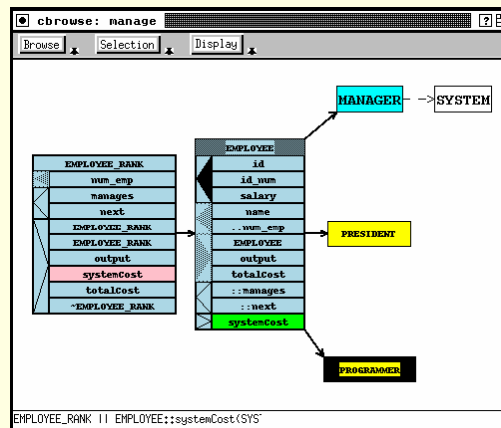 cbrowse: manage
?
Browse Selection Display
MANAGER
SYSTEM
EMPLOYEE_RANK
num_emp
manages
next
EMPLOYEE_RANK
EMPLOYEE_RANK
output
systemCost
totalCost
~EMPLOYEE_RANK
EMPLOYEE
id
id_num
salary
name
::num_emp
EMPLOYEE
output
totalCost
::manages
::next
systemCost
PRESIDENT
PROGRAMMER
EMPLOYEE_RANK || EMPLOYEE::systemCost(SYS